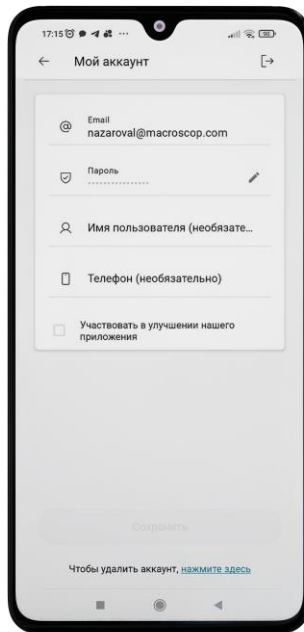 17:15
Мой аккаунт
Email
nazaroval@macroscop.com
Пароль
Имя пользователя (необязате...
Телефон (необязательно)
Участвовать в улучшении нашего
приложения
Сохранить
Чтобы удалить аккаунт, нажмите здесь